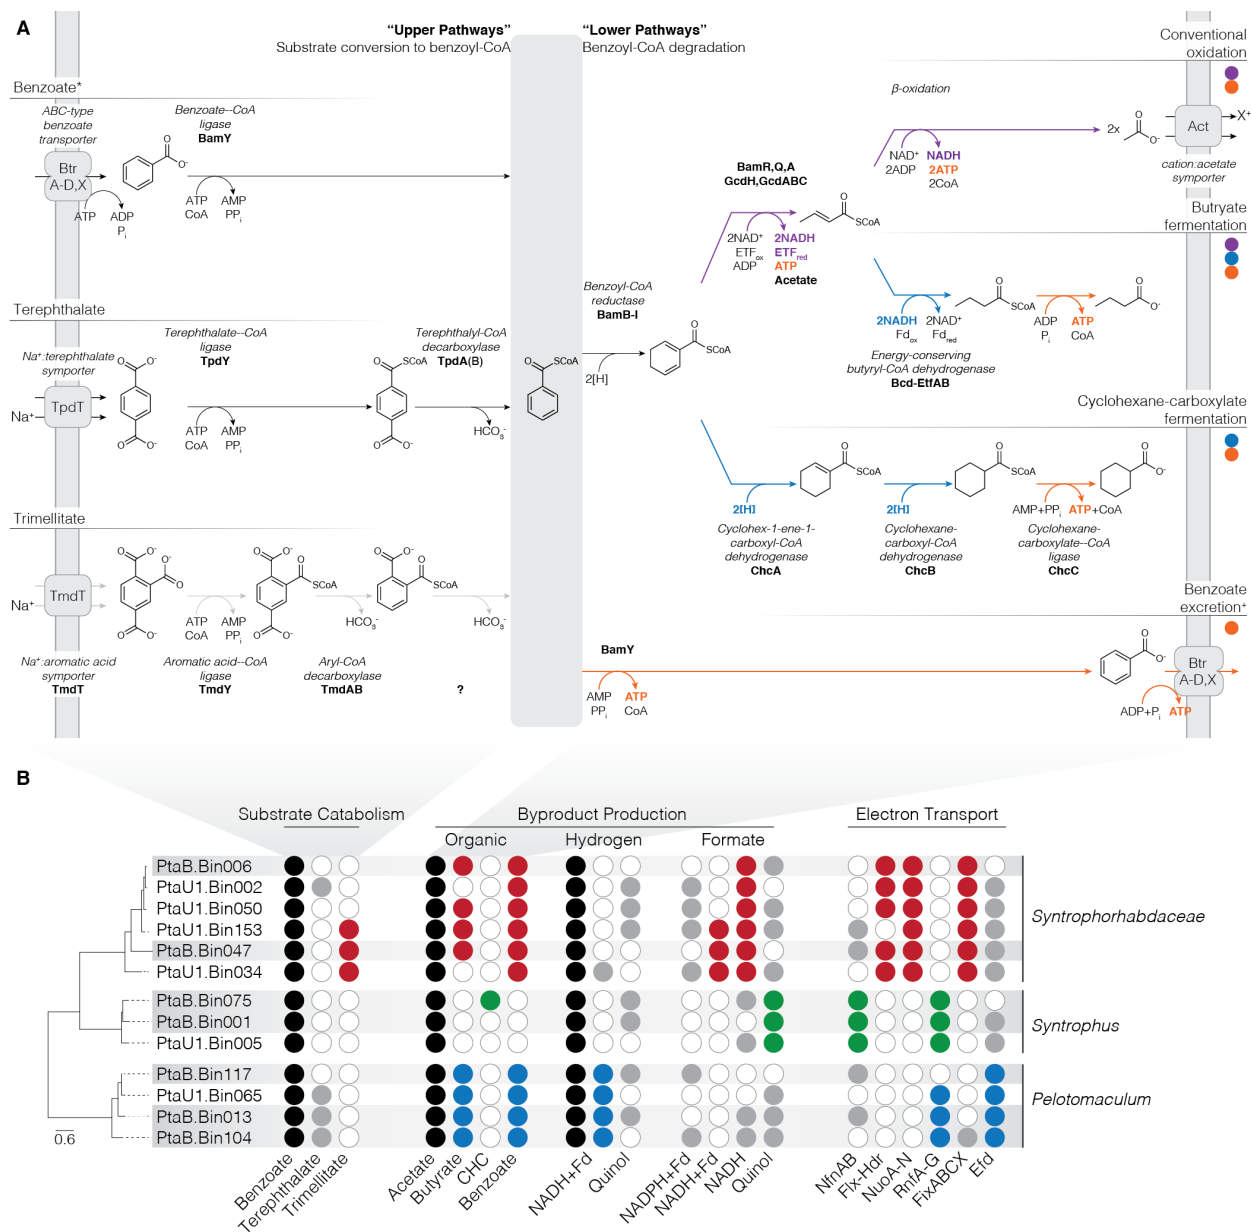 A
"Upper Pathways"
Substrate conversion to benzoyl-CoA
"Lower Pathways"
Benzoyl-CoA degradation
Conventional
oxidation
Benzoate*
ABC-type
benzoate
transporter
Btr
A-D,X
ATP
ADP
Pi
O
O-
Benzoate--CoA
ligase
BamY
ATP
CoA
AMP
PPi
β-oxidation
NAD+
2ADP
NADH
2ATP
2CoA
2x
O
O-
Act
X+
cation:acetate
symporter
BamR,Q,A
GcdH,GcdABC
2NAD+
ETFox
ADP
2NADH
ETFred
ATP
Acetate
O
SCoA
Butryate
fermentation
2NADH
Fdox
2NAD+
Fdred
Energy-conserving
butyryl-CoA dehydrogenase
Bcd-EtfAB
O
SCoA
ADP
Pi
ATP
CoA
O
O-
Terephthalate
Na+:terephthalate
symporter
TpdT
Na+
O
O-
O
O-
Terephthalate--CoA
ligase
TpdY
ATP
CoA
AMP
PPi
O
SCoA
O
O-
Terephthalyl-CoA
decarboxylase
TpdA(B)
HCO3-
O
SCoA
Benzoyl-CoA
reductase
BamB-I
2[H]
O
SCoA
Cyclohexane-carboxylate
fermentation
2[H]
Cyclohex-1-ene-1-
carboxyl-CoA
dehydrogenase
ChcA
O
SCoA
2[H]
Cyclohexane-
carboxyl-CoA
dehydrogenase
ChcB
O
SCoA
AMP+PPi
ATP+CoA
Cyclohexane-
carboxylate--CoA
ligase
ChcC
O
O-
Trimellitate
TmdT
Na+
Na+:aromatic acid
symporter
TmdT
O
O-
O-
O
O
O-
ATP
CoA
AMP
PPi
Aromatic acid--CoA
ligase
TmdY
O
O-
O
SCoA
O
O-
HCO3-
Aryl-CoA
decarboxylase
TmdAB
O
O-
O
SCoA
HCO3-
?
Benzoate
excretion+
BamY
AMP
PPi
ATP
CoA
O
O-
Btr
A-D,X
ADP+Pi
ATP
B
Substrate Catabolism
Byproduct Production
Electron Transport
Organic
Hydrogen
Formate
PtaB.Bin006
PtaU1.Bin002
PtaU1.Bin050
PtaU1.Bin153
PtaB.Bin047
PtaU1.Bin034
Syntrophorhabdaceae
PtaB.Bin075
PtaB.Bin001
PtaU1.Bin005
Syntrophus
PtaB.Bin117
PtaU1.Bin065
PtaB.Bin013
PtaB.Bin104
Pelotomaculum
0.6
Benzoate
Terephthalate
Trimellitate
Acetate
Butyrate
CHC
Benzoate
NADH+Fd
Quinol
NADPH+Fd
NADH+Fd
NADH
Quinol
NfnAB
Flx-Hdr
NuoA-N
RnfA-G
FixABCX
Efd